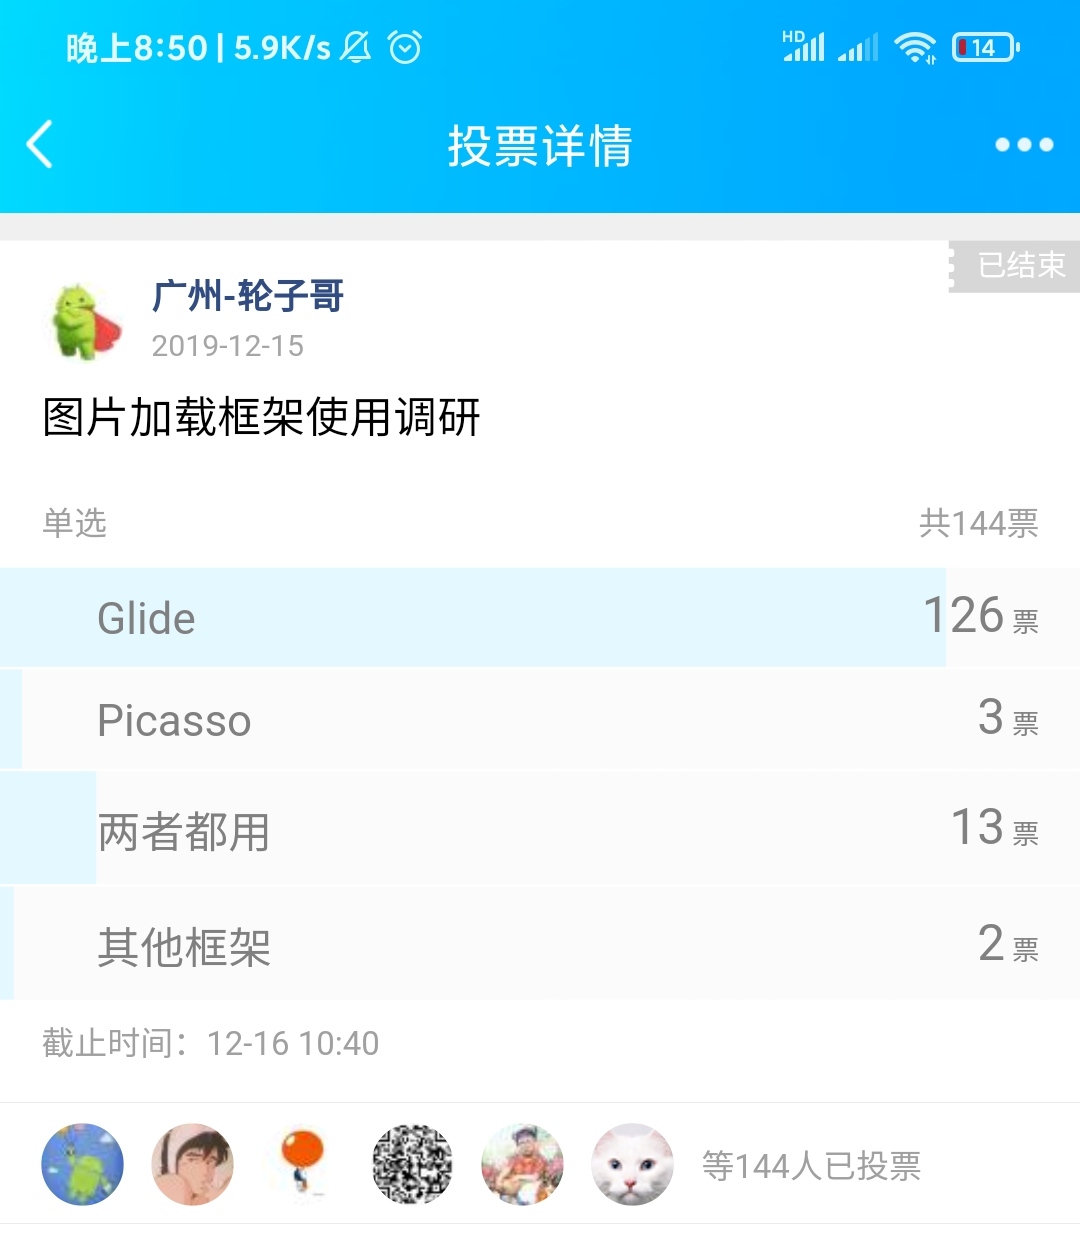 晚上8:50 | 5.9K/s
HD
14
投票详情
已结束
广州-轮子哥
2019-12-15
图片加载框架使用调研
单选
共144票
Glide
126 票
Picasso
3 票
两者都用
13 票
其他框架
2 票
截止时间：12-16 10:40
等144人已投票